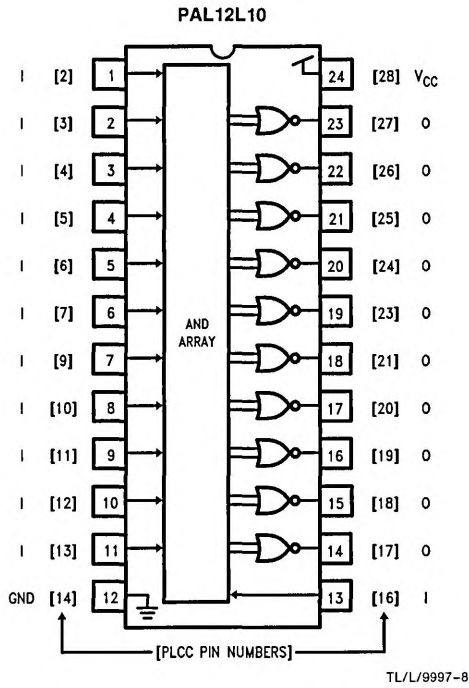 PAL12L10
I [2] 1 24 [28] VCC
I [3] 2 23 [27] O
I [4] 3 22 [26] O
I [5] 4 21 [25] O
I [6] 5 20 [24] O
I [7] 6 19 [23] O
AND
ARRAY
I [9] 7 18 [21] O
I [10] 8 17 [20] O
I [11] 9 16 [19] O
I [12] 10 15 [18] O
I [13] 11 14 [17] O
GND [14] 12 13 [16] I
[PLCC PIN NUMBERS]
TL/L/9997-8